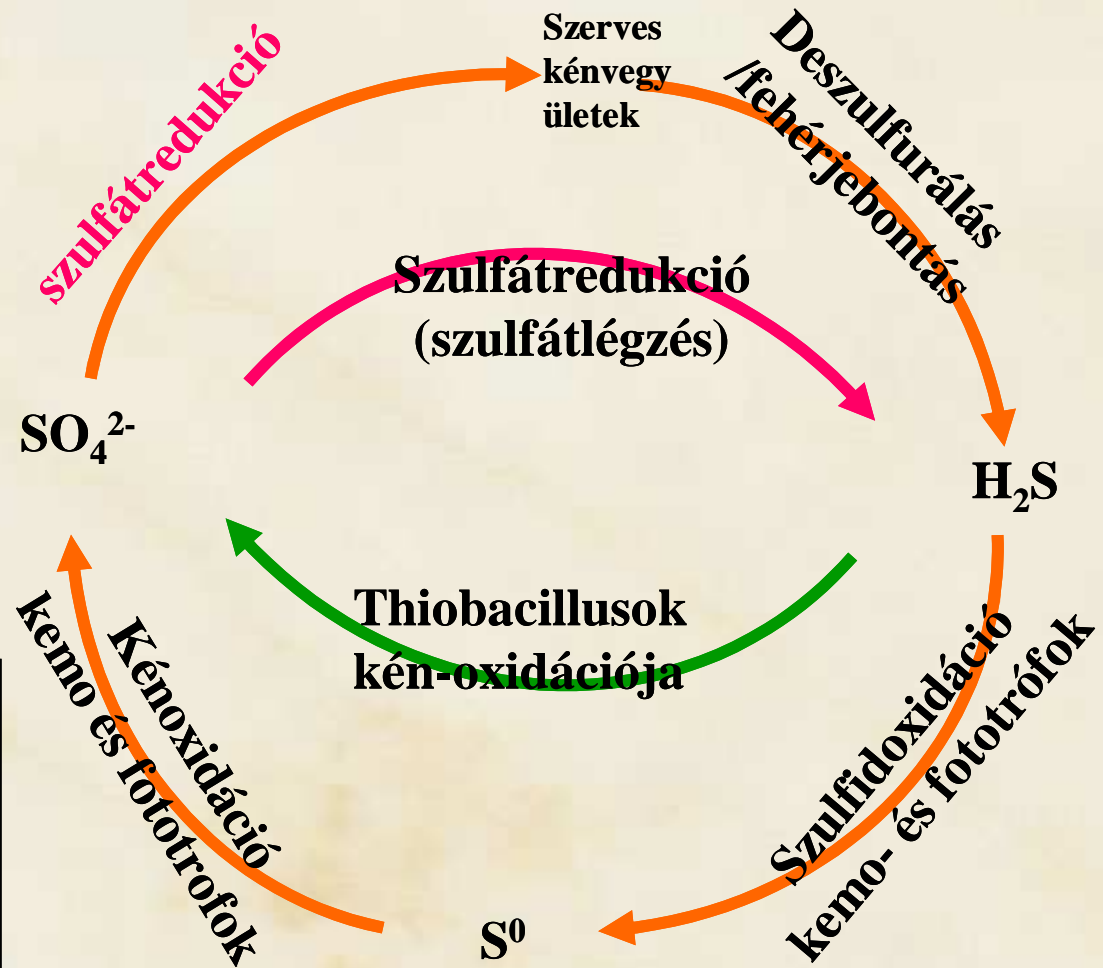 Szerves
kénvegy
ületek
szulfátredukció
Deszulfurálás
/fehérjebontás
Szulfátredukció
(szulfátlégzés)
SO₄²⁻
H₂S
Thiobacillusok
kén-oxidációja
Kénoxidáció
kemo és fototrofok
Szulfidoxidáció
kemo- és fototrófok
S⁰